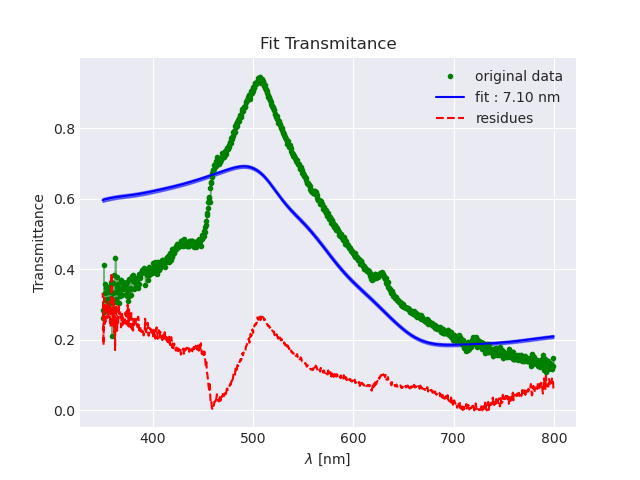 Fit Transmitance
original data
fit : 7.10 nm
residues
Transmittance
0.8
0.6
0.4
0.2
0.0
400 500 600 700 800
λ [nm]